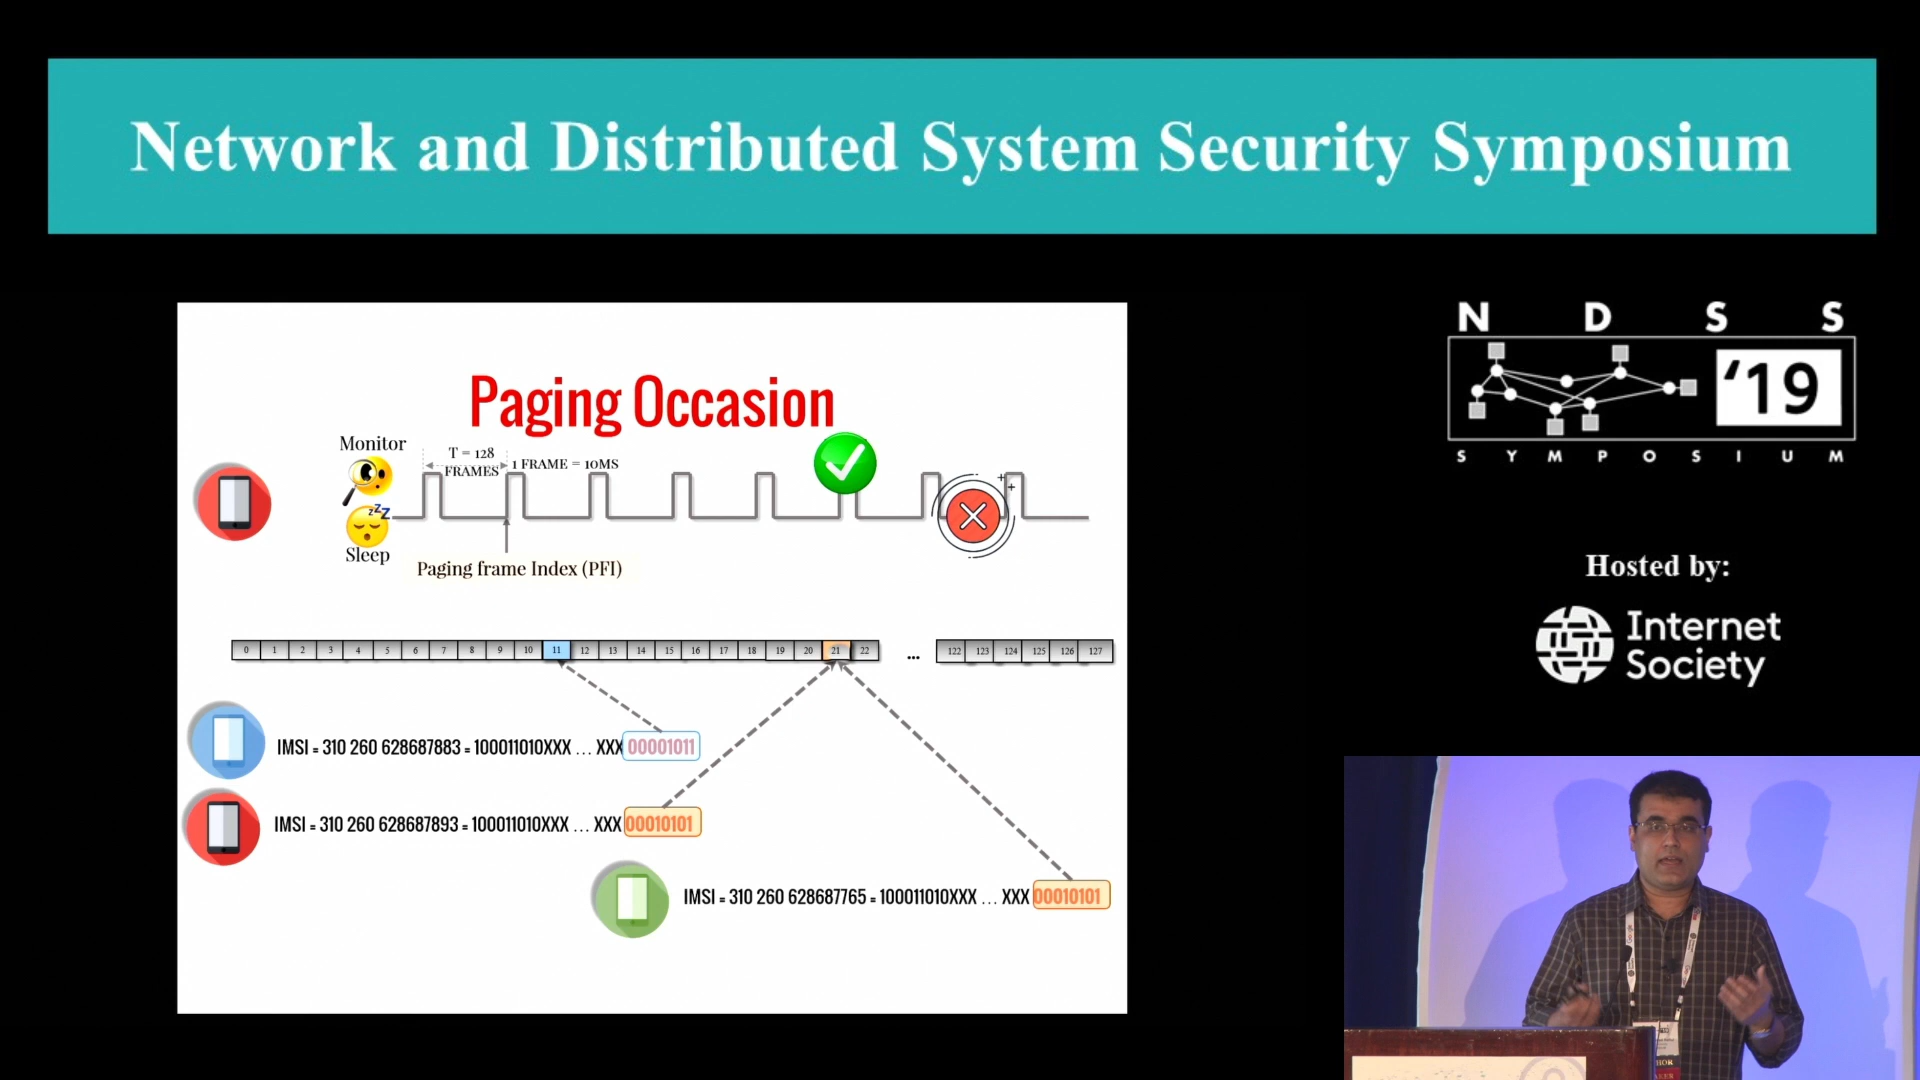 Network and Distributed System Security Symposium
N D S S
'19
S Y M P O S I U M
Hosted by:
Internet
Society
Paging Occasion
Monitor
T = 128
FRAMES
1 FRAME = 10MS
zzZ
Sleep
Paging frame Index (PFI)
0 1 2 3 4 5 6 7 8 9 10 11 12 13 14 15 16 17 18 19 20 21 22 ... 122 123 124 125 126 127
IMSI = 310 260 628687883 = 100011010XXX ... XXX 00001011
IMSI = 310 260 628687893 = 100011010XXX ... XXX 00010101
IMSI = 310 260 628687765 = 100011010XXX ... XXX 00010101